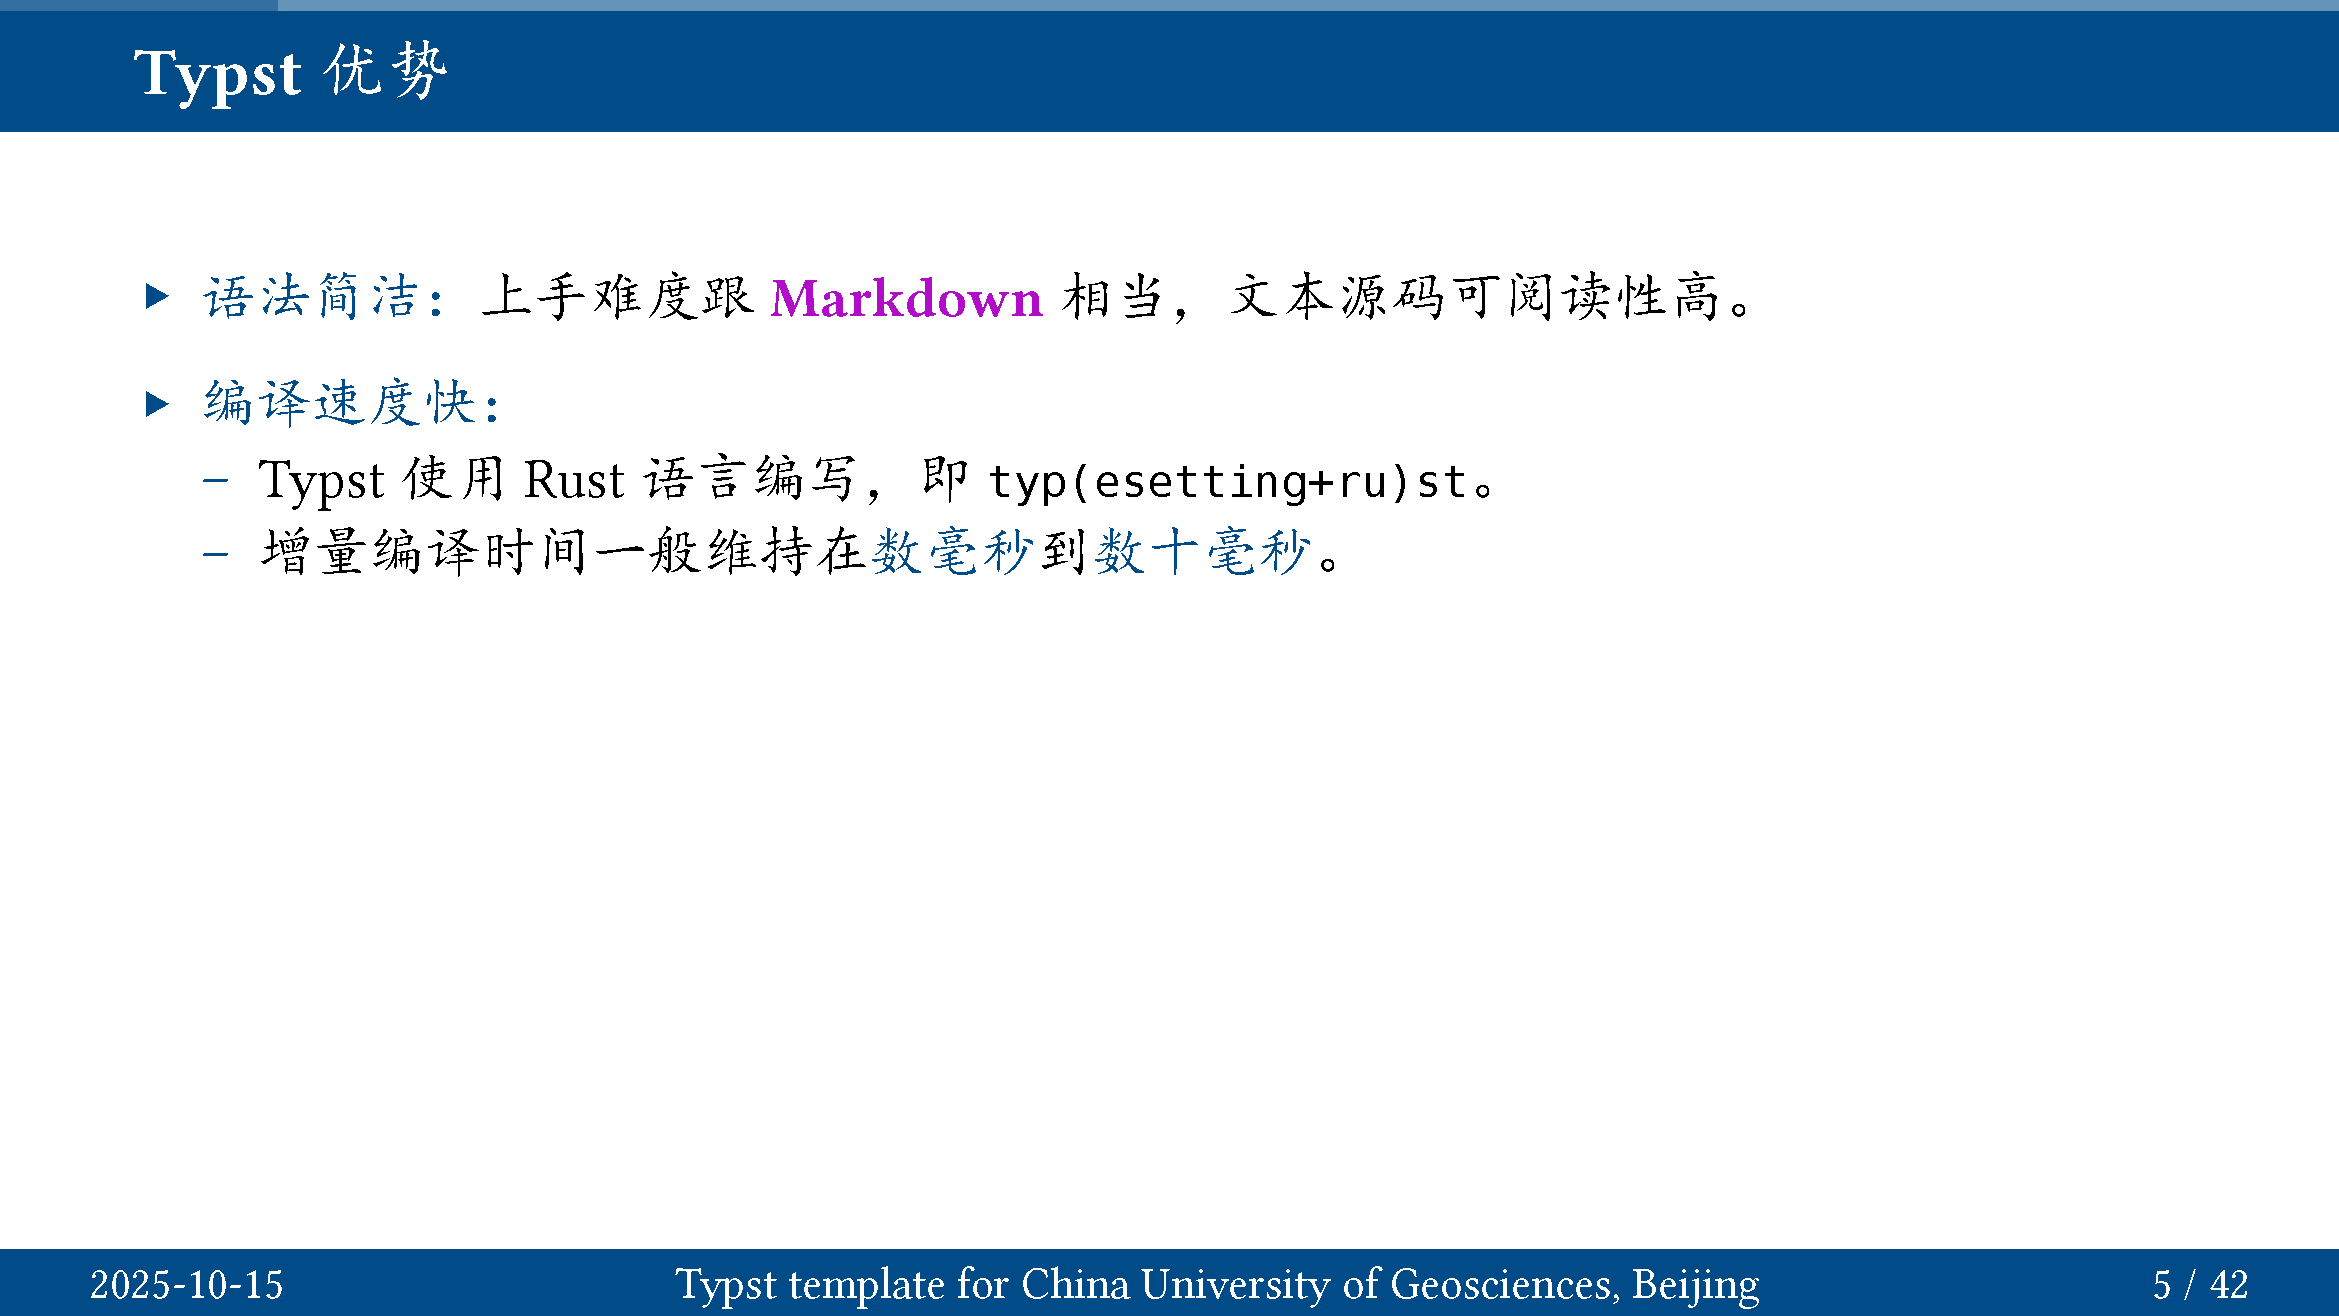 Typst 优势
▶ 语法简洁：上手难度跟 Markdown 相当，文本源码可阅读性高。
▶ 编译速度快：
– Typst 使用 Rust 语言编写，即 typ(esetting+ru)st。
– 增量编译时间一般维持在数毫秒到数十毫秒。
2025-10-15 Typst template for China University of Geosciences, Beijing 5 / 42